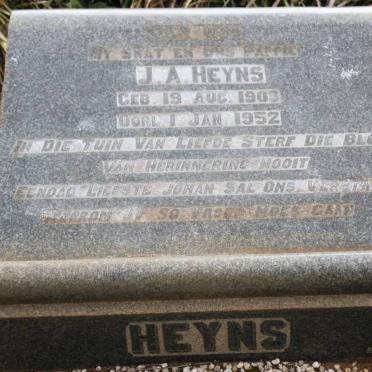 MY SKAT EN ONS PAPPIE
J. A. HEYNS
GEB. 19 AUG. 1903
OORL. 1 JAN. 1952
IN DIE TUIN VAN LIEFDE STERF DIE
VAN HERINNERING NOOIT
EENDAG LIEFSTE JOHAN SAL ONS
WAAROM JY SO VROEG MOES GAAN
HEYNS